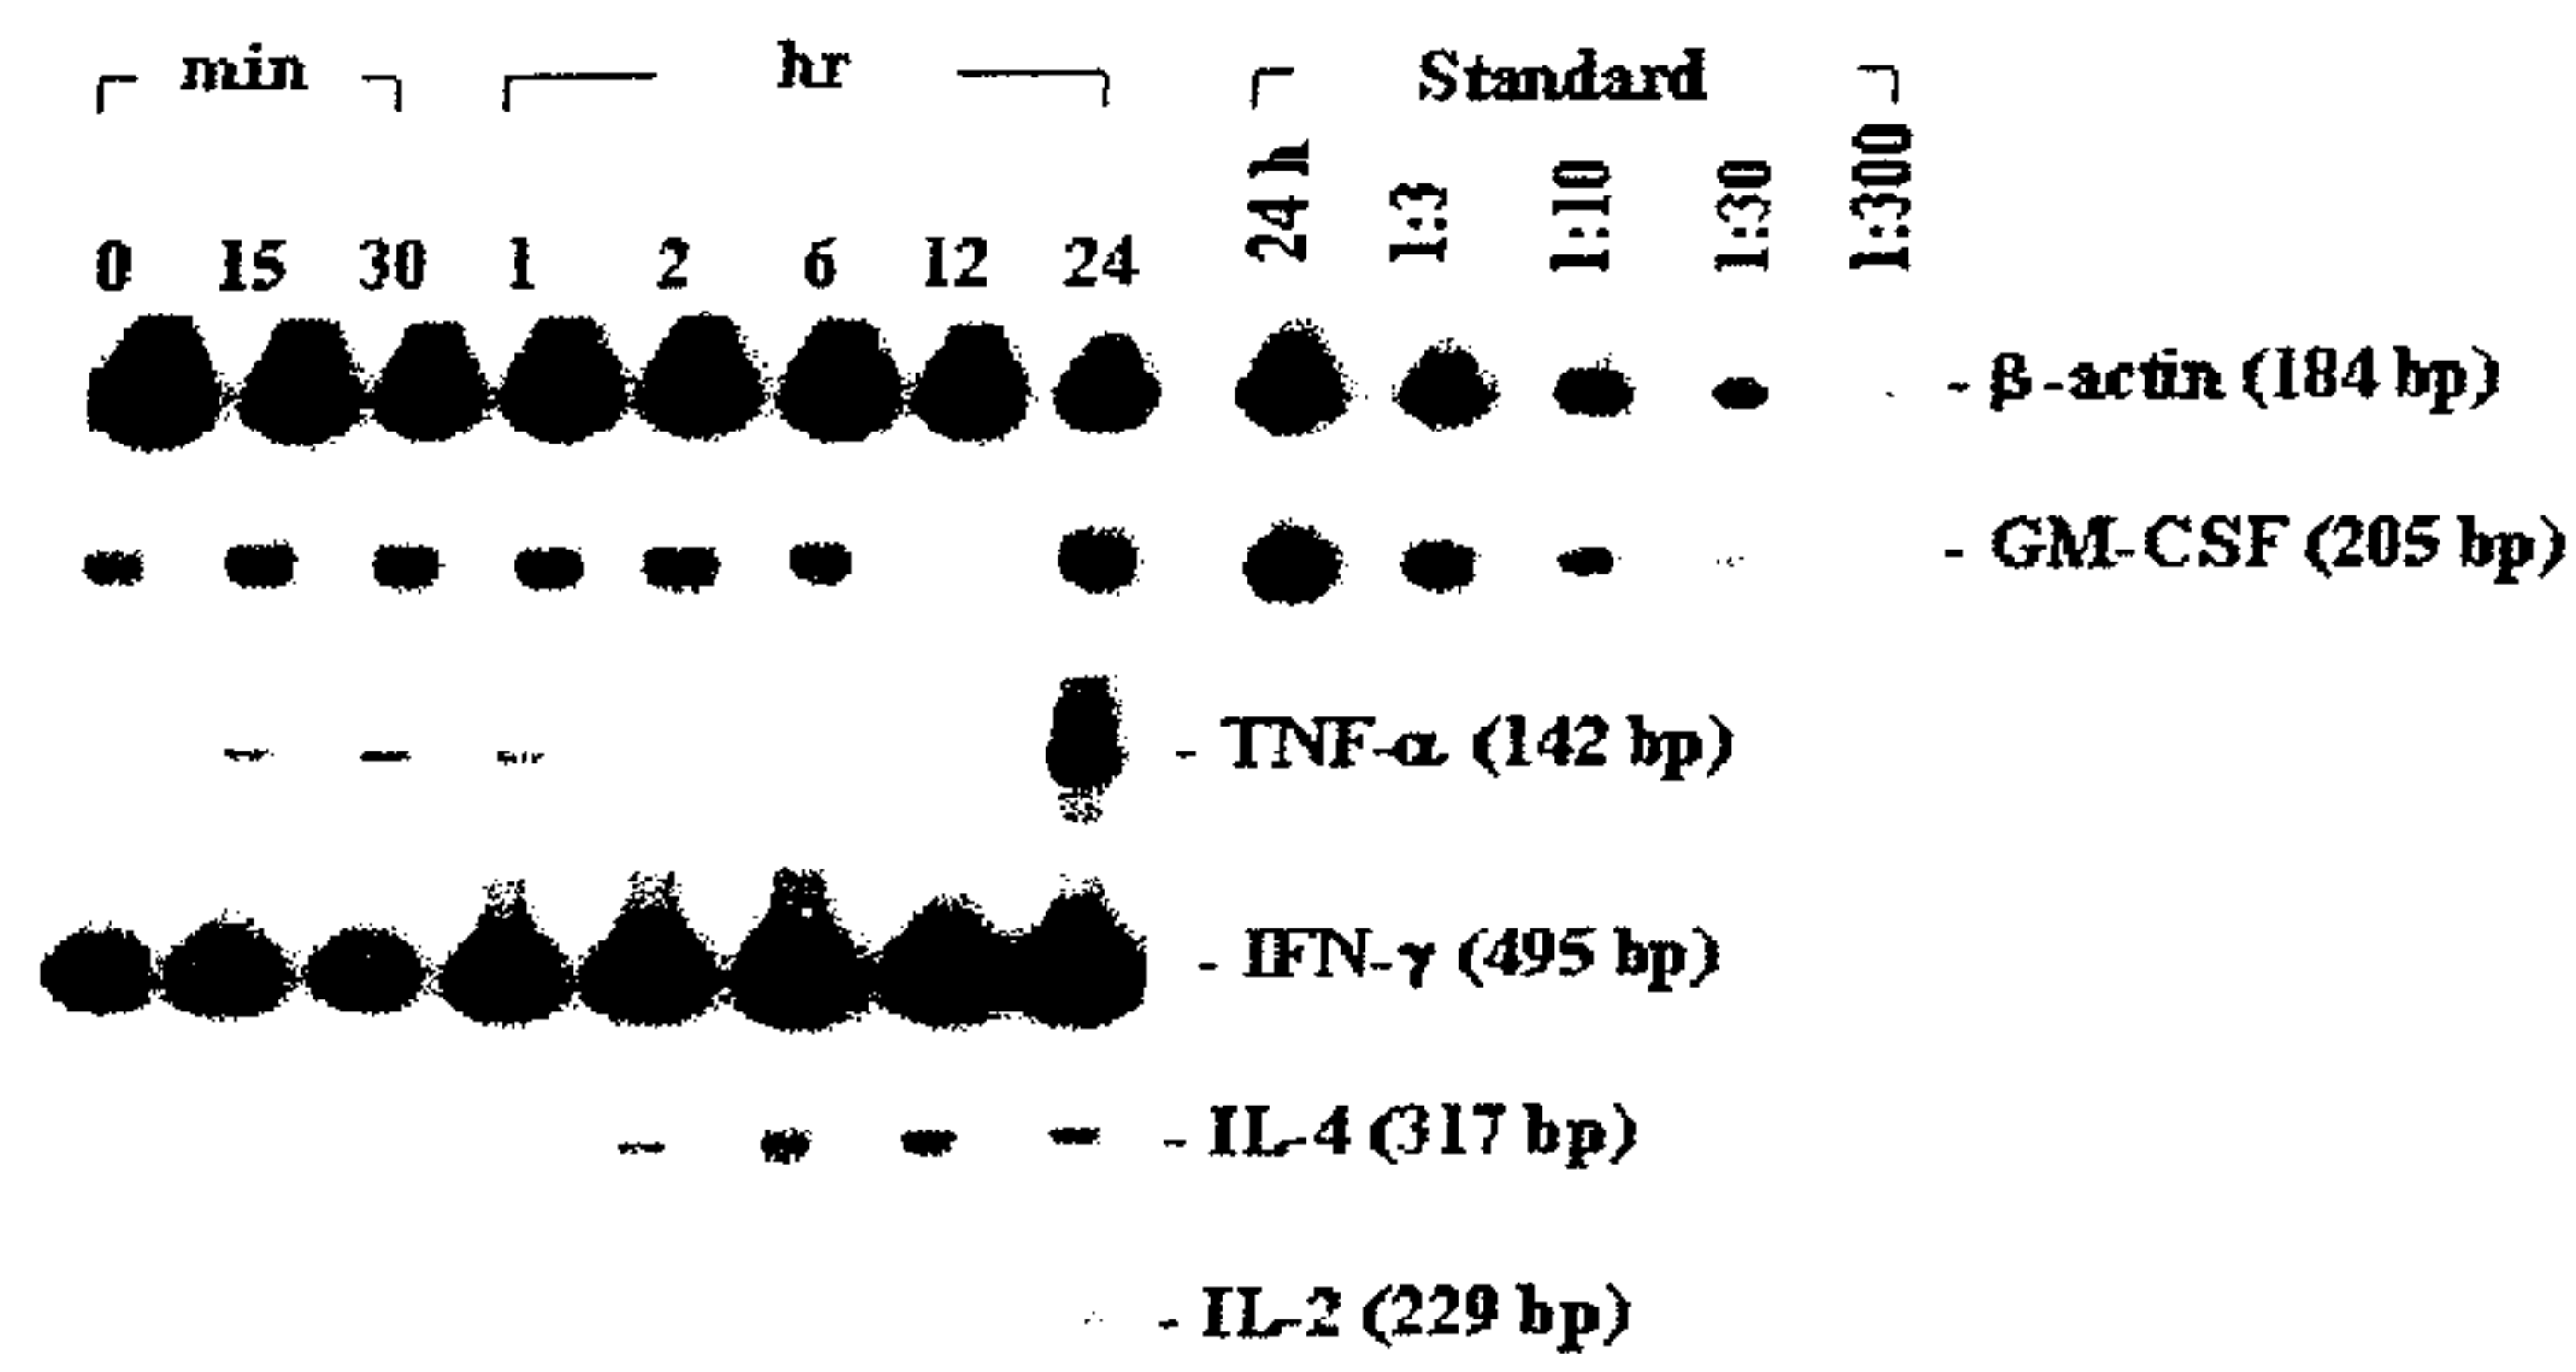 min hr Standard
0 15 30 1 2 6 12 24 24 h 1:3 1:10 1:30 1:300
- β-actin (184 bp)
- GM-CSF (205 bp)
- TNF-α (142 bp)
- IFN-γ (495 bp)
- IL-4 (317 bp)
- IL-2 (229 bp)